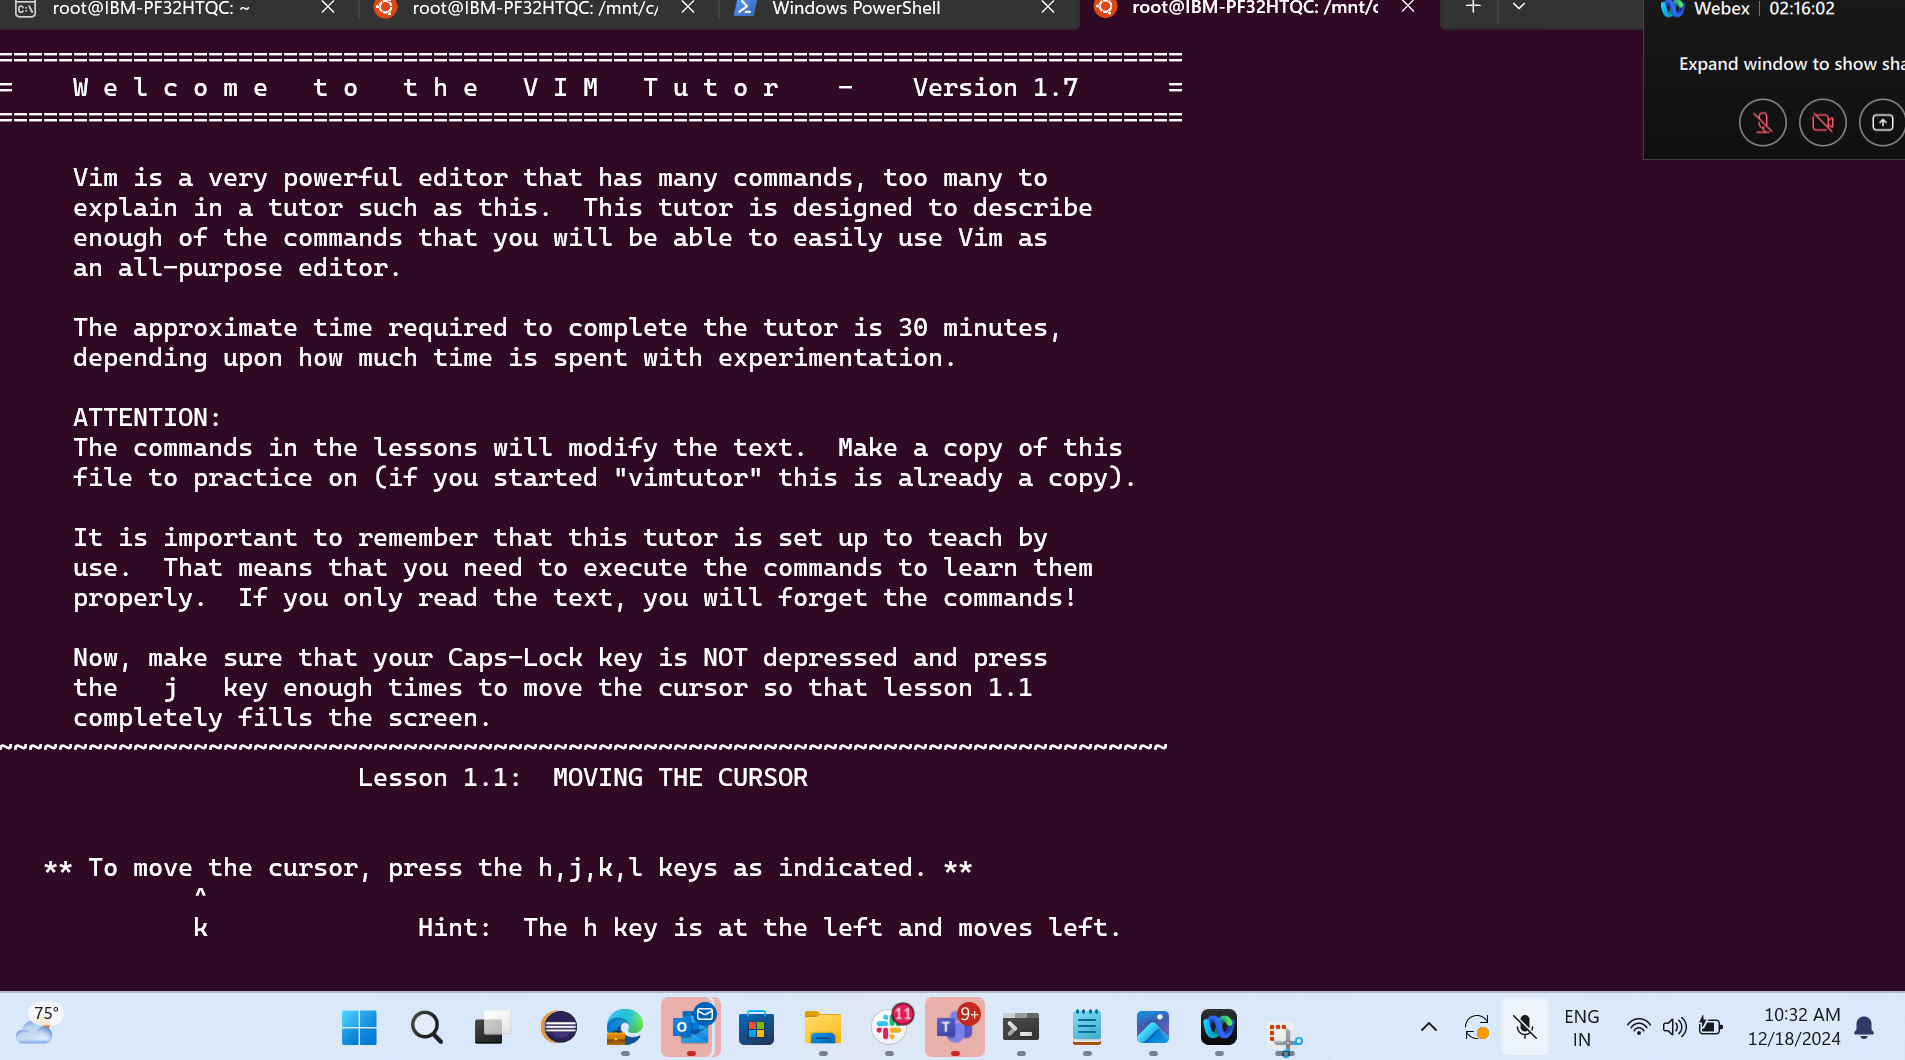 root@IBM-PF32HTQC: ~
root@IBM-PF32HTQC: /mnt/c/
Windows PowerShell
root@IBM-PF32HTQC: /mnt/c
Webex | 02:16:02
Expand window to show sha
===============================================================================
=    W e l c o m e   t o   t h e   V I M   T u t o r    -    Version 1.7      =
===============================================================================
Vim is a very powerful editor that has many commands, too many to
explain in a tutor such as this.  This tutor is designed to describe
enough of the commands that you will be able to easily use Vim as
an all-purpose editor.
The approximate time required to complete the tutor is 30 minutes,
depending upon how much time is spent with experimentation.
ATTENTION:
The commands in the lessons will modify the text.  Make a copy of this
file to practice on (if you started "vimtutor" this is already a copy).
It is important to remember that this tutor is set up to teach by
use.  That means that you need to execute the commands to learn them
properly.  If you only read the text, you will forget the commands!
Now, make sure that your Caps-Lock key is NOT depressed and press
the   j   key enough times to move the cursor so that lesson 1.1
completely fills the screen.
~~~~~~~~~~~~~~~~~~~~~~~~~~~~~~~~~~~~~~~~~~~~~~~~~~~~~~~~~~~~~~~~~~~~~~~~~~~~~~
Lesson 1.1:  MOVING THE CURSOR
** To move the cursor, press the h,j,k,l keys as indicated. **
^
k              Hint:  The h key is at the left and moves left.
75°
11
9+
ENG
IN
10:32 AM
12/18/2024